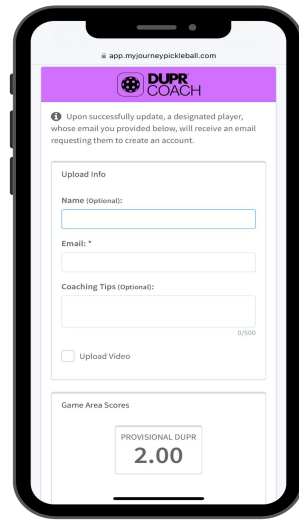 app.myjourneypickleball.com
DUPR
COACH
Upon successfully update, a designated player,
whose email you provided below, will receive an email
requesting them to create an account.
Upload Info
Name (Optional):
Email: *
Coaching Tips (Optional):
0/500
Upload Video
Game Area Scores
PROVISIONAL DUPR
2.00